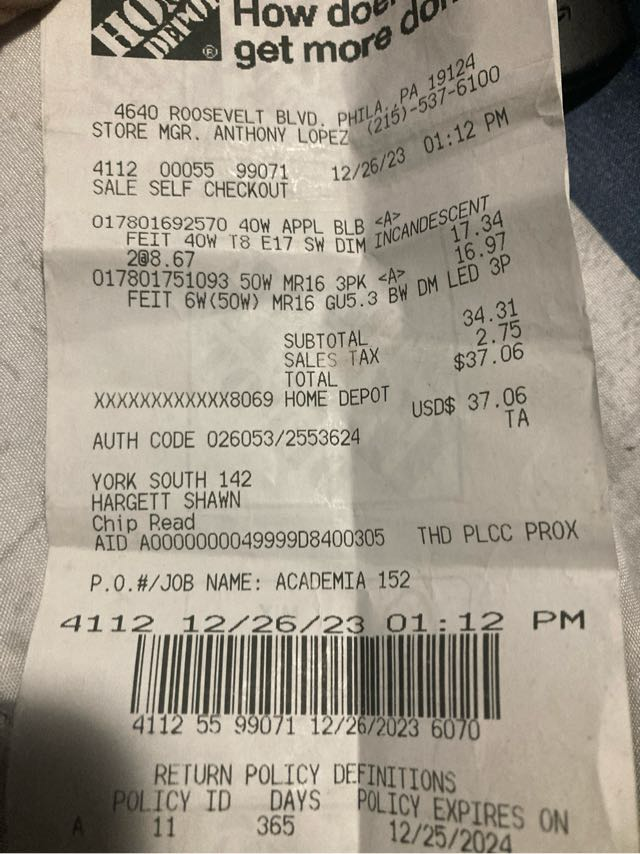 How doe
get more don
4640 ROOSEVELT BLVD. PHILA., PA 19124
STORE MGR. ANTHONY LOPEZ (215)-537-6100
4112 00055 99071 12/26/23 01:12 PM
SALE SELF CHECKOUT
017801692570 40W APPL BLB <A>
FEIT 40W T8 E17 SW DIM INCANDESCENT
2@8.67 17.34
017801751093 50W MR16 3PK <A> 16.97
FEIT 6W(50W) MR16 GU5.3 BW DM LED 3P
SUBTOTAL 34.31
SALES TAX 2.75
TOTAL $37.06
XXXXXXXXXXXX8069 HOME DEPOT
USD$ 37.06
AUTH CODE 026053/2553624 TA
YORK SOUTH 142
HARGETT SHAWN
Chip Read
AID A0000000049999D8400305 THD PLCC PROX
P.O.#/JOB NAME: ACADEMIA 152
4112 12/26/23 01:12 PM
4112 55 99071 12/26/2023 6070
RETURN POLICY DEFINITIONS
POLICY ID DAYS POLICY EXPIRES ON
A 11 365 12/25/2024